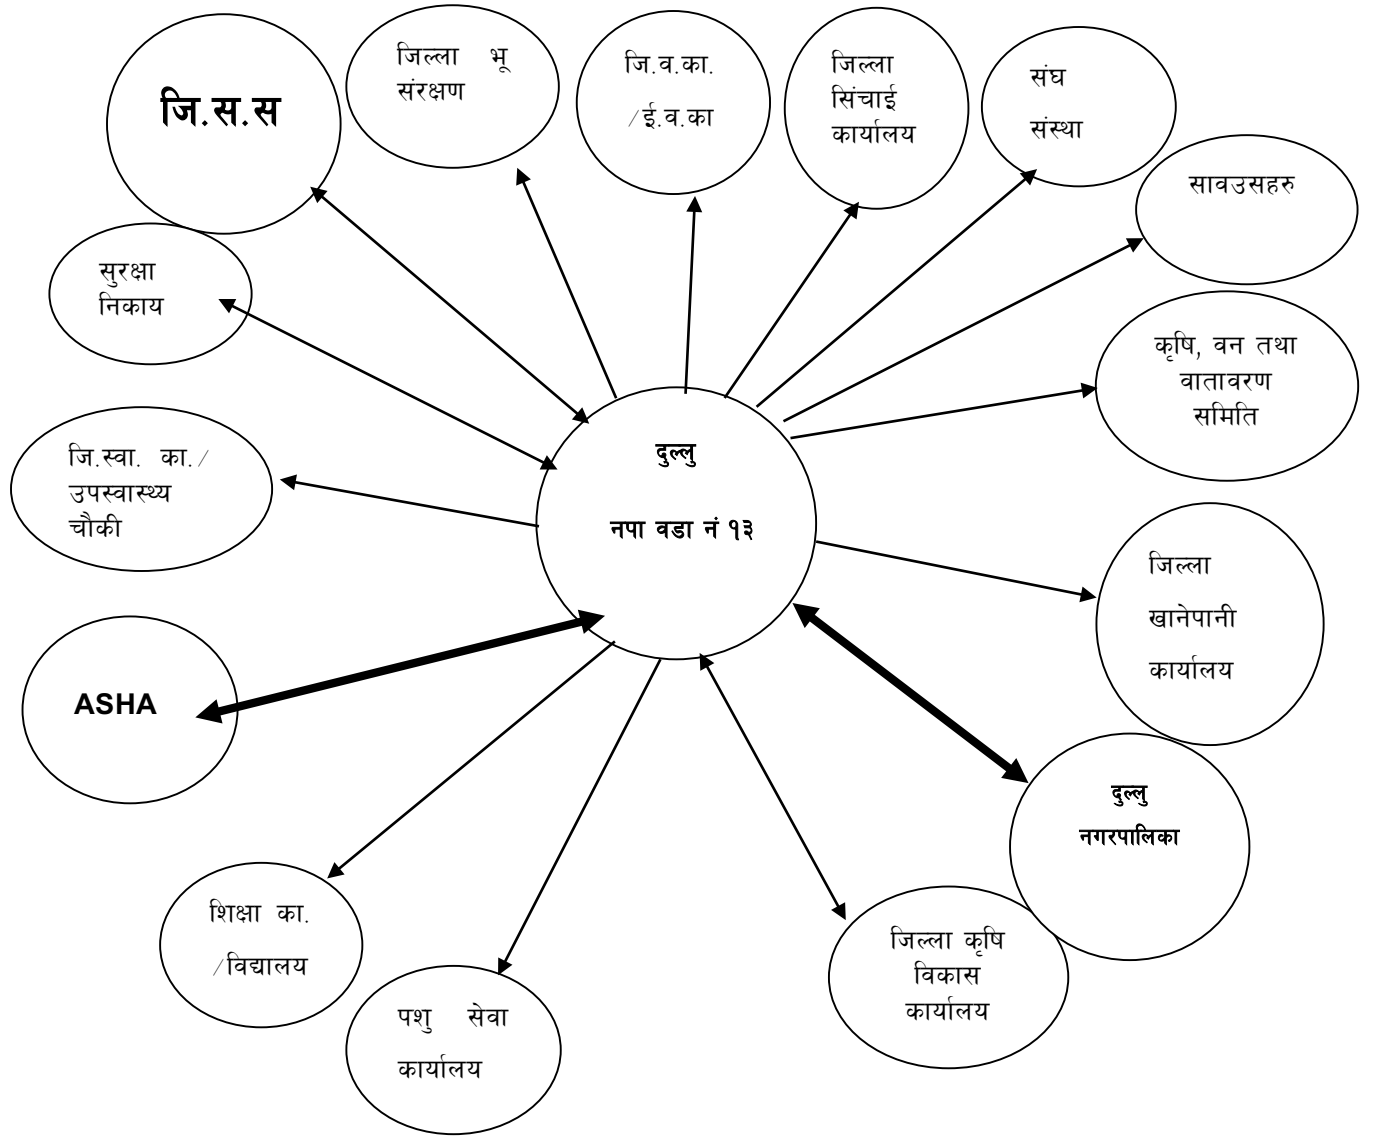 जि.स.स
जिल्ला भू
संरक्षण
जि.व.का.
/ई.व.का
जिल्ला
सिंचाई
कार्यालय
संघ
संस्था
सावउसहरु
सुरक्षा
निकाय
कृषि, वन तथा
वातावरण
समिति
जि.स्वा. का./
उपस्वास्थ्य
चौकी
दुल्लु
नपा वडा नं १३
जिल्ला
खानेपानी
कार्यालय
ASHA
दुल्लु
नगरपालिका
शिक्षा का.
/विद्यालय
जिल्ला कृषि
विकास
कार्यालय
पशु सेवा
कार्यालय